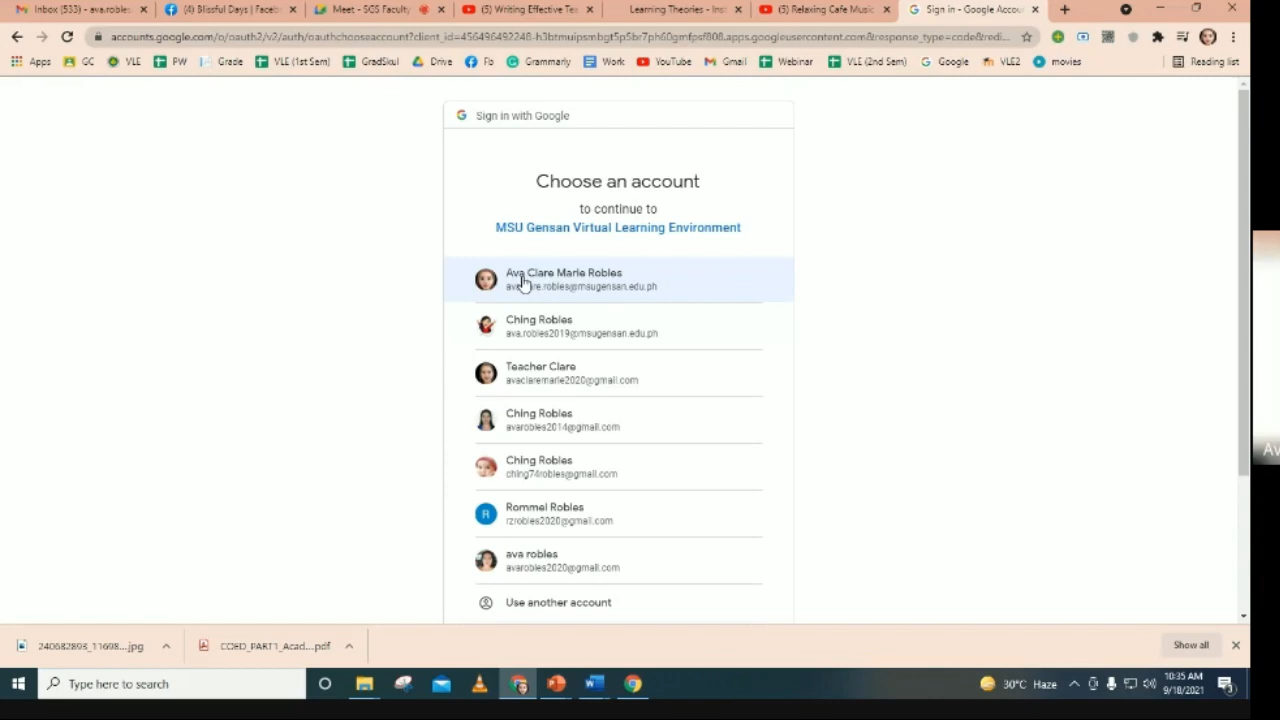 Inbox (533) - ava.robles
(4) Blissful Days | Faceb
Meet - SGS Faculty
(5) Writing Effective Tes
Learning Theories - Ins
(5) Relaxing Cafe Music
Sign in - Google Accou
Apps GC VLE PW Grade VLE (1st Sem) GradSkul Drive Fb Grammarly Work YouTube Gmail Webinar VLE (2nd Sem) Google VLE2 movies Reading list
Sign in with Google
Choose an account
to continue to
MSU Gensan Virtual Learning Environment
Ava Clare Marie Robles
Ching Robles
ava.robles2019@msugensan.edu.ph
Teacher Clare
avaclaremarie2020@gmail.com
Ching Robles
avarobles2014@gmail.com
Ching Robles
ching74robles@gmail.com
Rommel Robles
R
rzrobles2020@gmail.com
ava robles
avarobles2020@gmail.com
Use another account
240682893_11698....jpg
COED_PART1_Acad....pdf
Show all
Type here to search
30°C Haze
10:35 AM
9/18/2021
3
Av